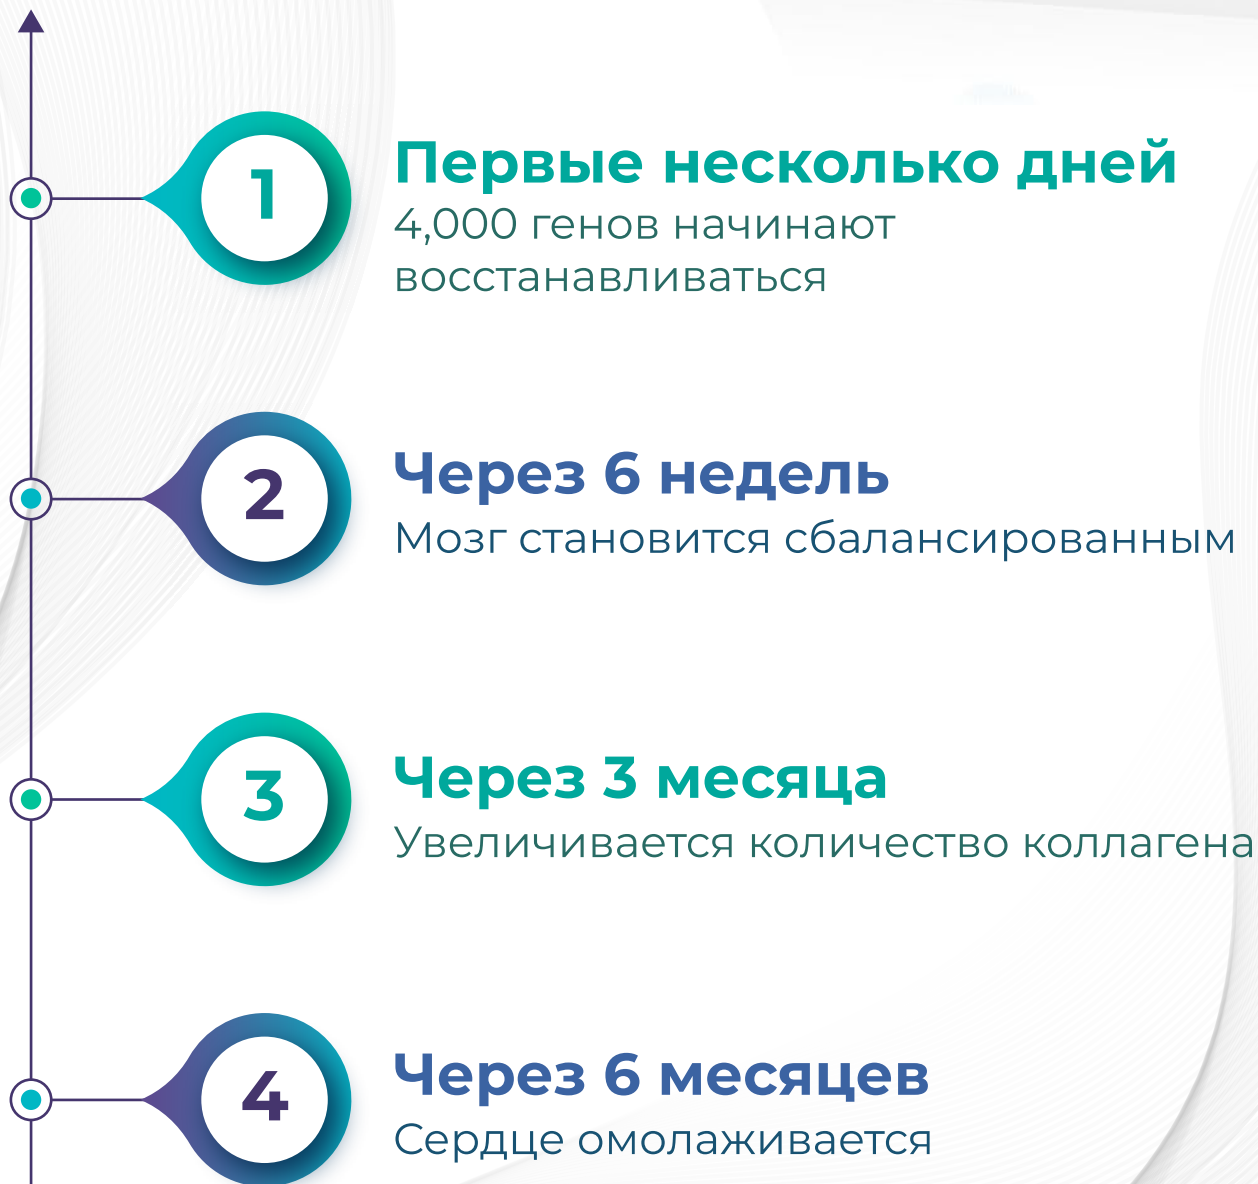 1
Первые несколько дней
4,000 генов начинают
восстанавливаться
2
Через 6 недель
Мозг становится сбалансированным
3
Через 3 месяца
Увеличивается количество коллагена
4
Через 6 месяцев
Сердце омолаживается